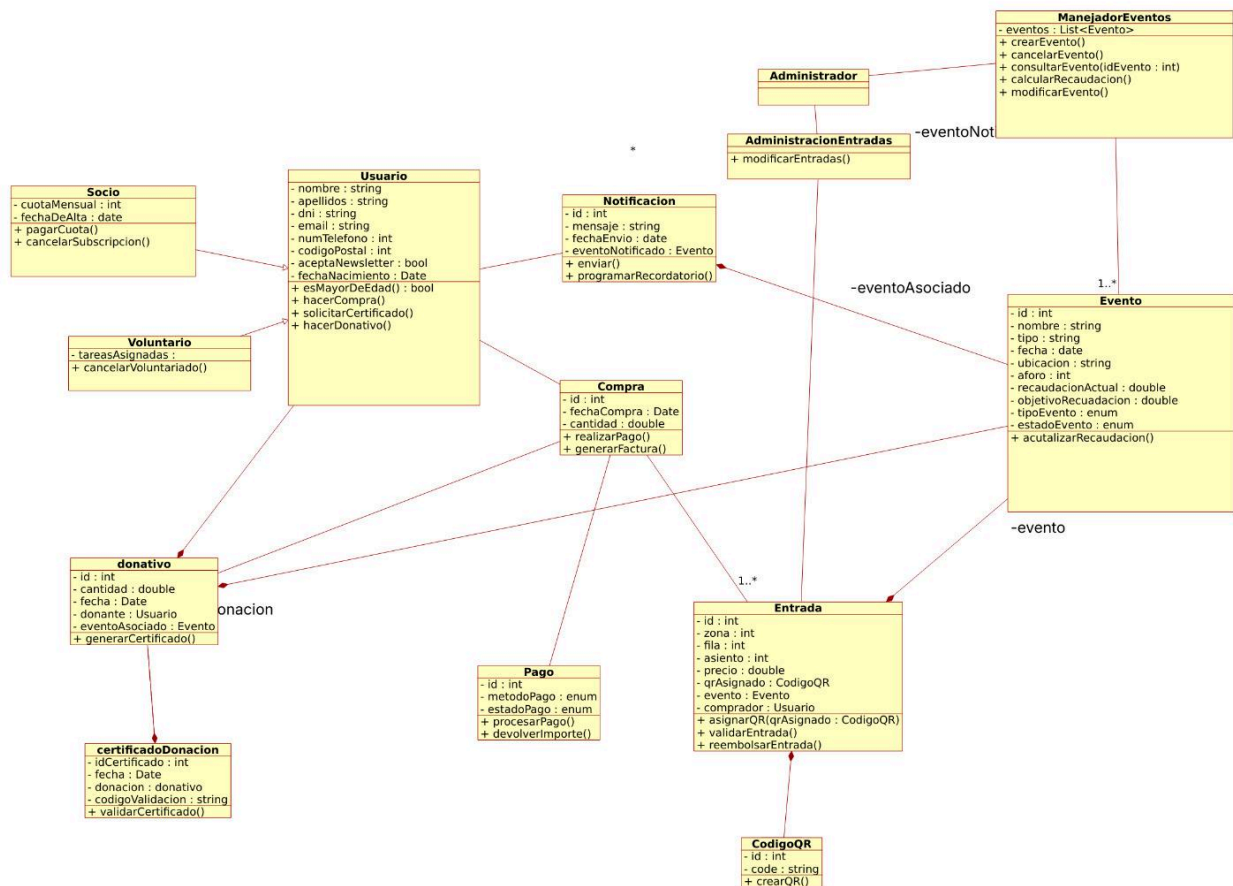 ManejadorEventos
- eventos : List<Evento>
+ crearEvento()
+ cancelarEvento()
+ consultarEvento(idEvento : int)
+ calcularRecaudacion()
+ modificarEvento()
Administrador
-eventoNot
AdministracionEntradas
+ modificarEntradas()
*
Usuario
- nombre : string
- apellidos : string
- dni : string
- email : string
- numTelefono : int
- codigoPostal : int
- aceptaNewsletter : bool
- fechaNacimiento : Date
+ esMayorDeEdad() : bool
+ hacerCompra()
+ solicitarCertificado()
+ hacerDonativo()
Socio
- cuotaMensual : int
- fechaDeAlta : date
+ pagarCuota()
+ cancelarSubscripcion()
Notificacion
- id : int
- mensaje : string
- fechaEnvio : date
- eventoNotificado : Evento
+ enviar()
+ programarRecordatorio()
-eventoAsociado
1..*
Evento
- id : int
- nombre : string
- tipo : string
- fecha : date
- ubicacion : string
- aforo : int
- recaudacionActual : double
- objetivoRecuadacion : double
- tipoEvento : enum
- estadoEvento : enum
+ acutalizarRecaudacion()
Voluntario
- tareasAsignadas :
+ cancelarVoluntariado()
Compra
- id : int
- fechaCompra : Date
- cantidad : double
+ realizarPago()
+ generarFactura()
-evento
donativo
- id : int
- cantidad : double
- fecha : Date
- donante : Usuario
- eventoAsociado : Evento
+ generarCertificado()
onacion
1..*
Entrada
- id : int
- zona : int
- fila : int
- asiento : int
- precio : double
- qrAsignado : CodigoQR
- evento : Evento
- comprador : Usuario
+ asignarQR(qrAsignado : CodigoQR)
+ validarEntrada()
+ reembolsarEntrada()
Pago
- id : int
- metodoPago : enum
- estadoPago : enum
+ procesarPago()
+ devolverImporte()
certificadoDonacion
- idCertificado : int
- fecha : Date
- donacion : donativo
- codigoValidacion : string
+ validarCertificado()
CodigoQR
- id : int
- code : string
+ crearQR()